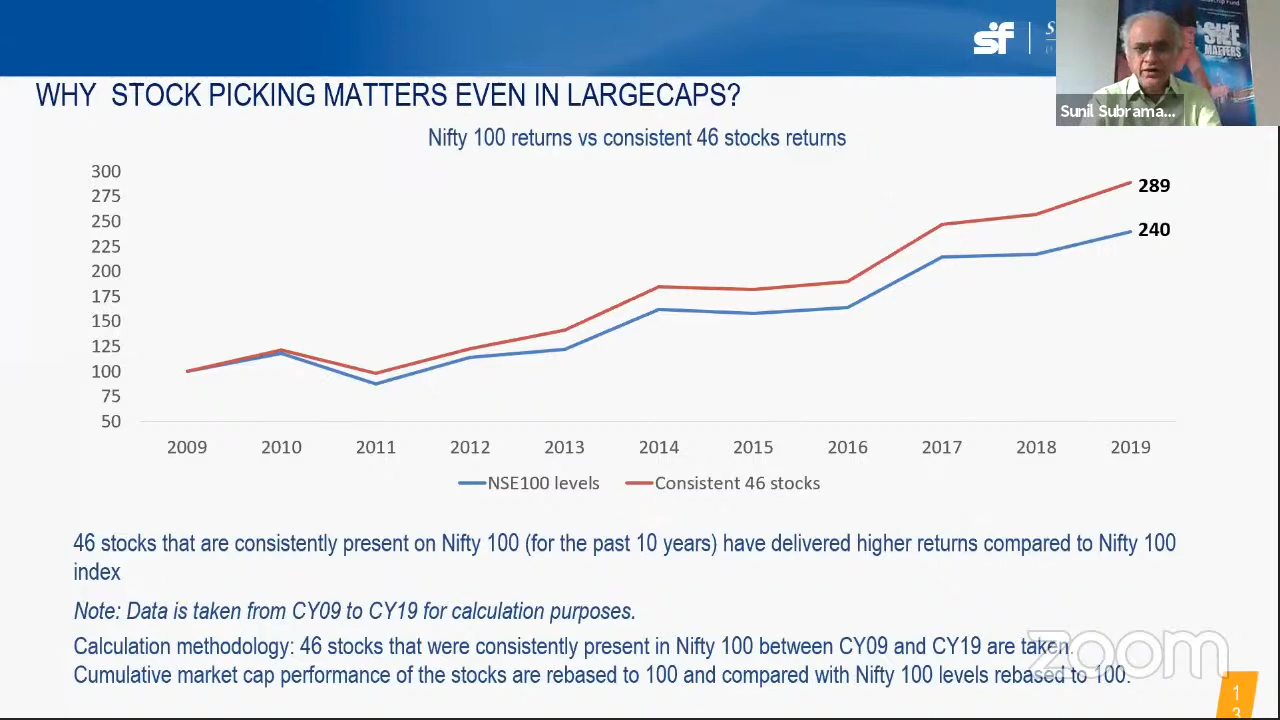 sf
SIZE
MATTERS
Sunil Subrama...
WHY STOCK PICKING MATTERS EVEN IN LARGECAPS?
Nifty 100 returns vs consistent 46 stocks returns
300
275
250
225
200
175
150
125
100
75
50
289
240
2009 2010 2011 2012 2013 2014 2015 2016 2017 2018 2019
NSE100 levels Consistent 46 stocks
46 stocks that are consistently present on Nifty 100 (for the past 10 years) have delivered higher returns compared to Nifty 100
index
Note: Data is taken from CY09 to CY19 for calculation purposes.
Calculation methodology: 46 stocks that were consistently present in Nifty 100 between CY09 and CY19 are taken.
Cumulative market cap performance of the stocks are rebased to 100 and compared with Nifty 100 levels rebased to 100.
zoom
1
3